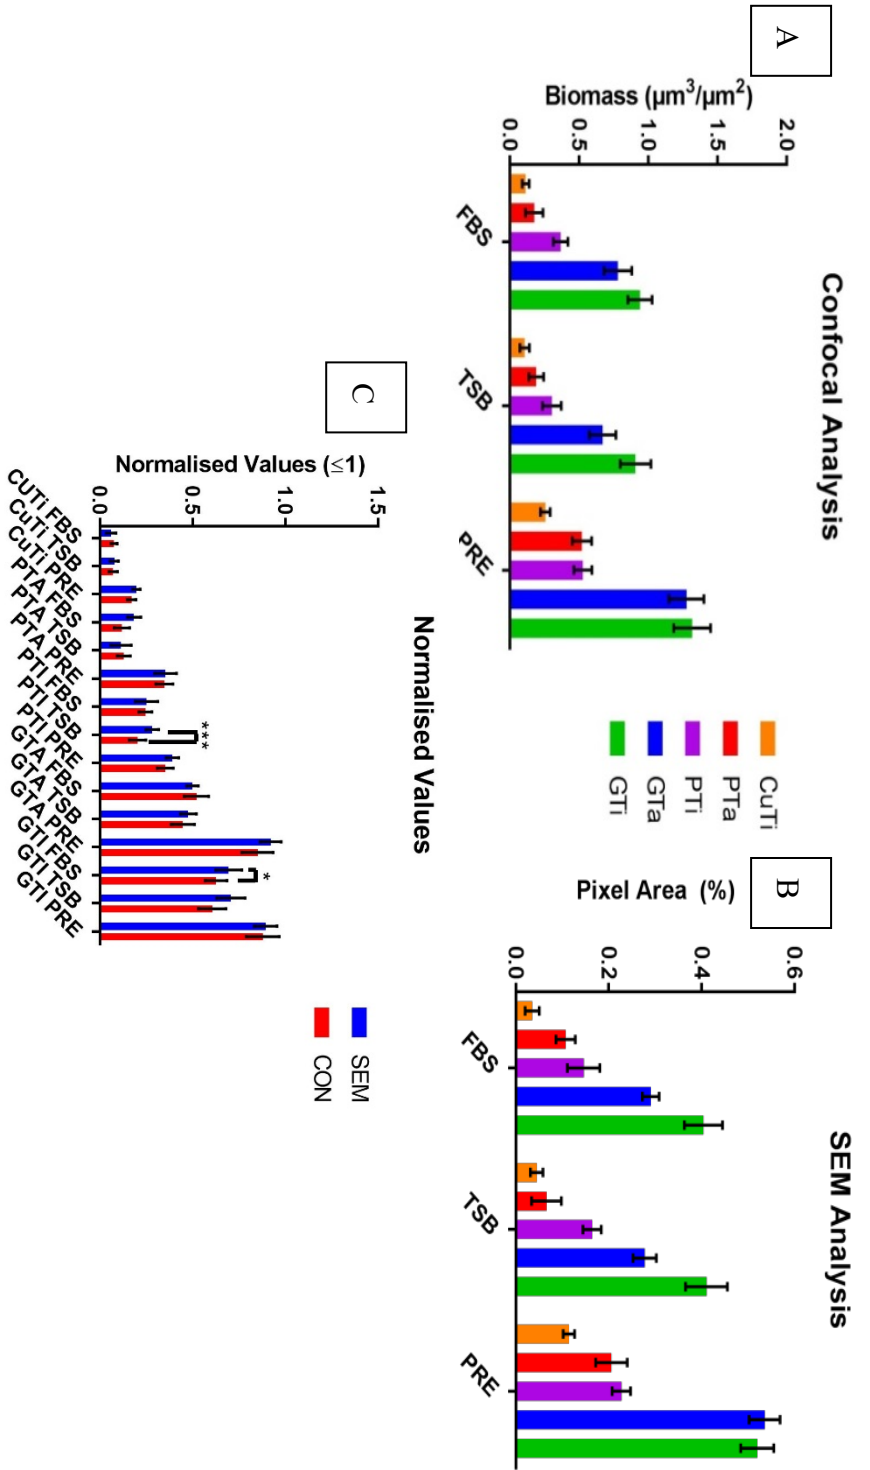 A
Confocal Analysis
Biomass (µm³/µm²)
2.0
1.5
1.0
0.5
0.0
FBS
TSB
PRE
CuTi
PTa
PTi
GTa
GTi
B
SEM Analysis
Pixel Area (%)
0.6
0.4
0.2
0.0
FBS
TSB
PRE
C
Normalised Values
Normalised Values (≤1)
1.5
1.0
0.5
0.0
***
*
CUTi FBS
CuTi TSB
CuTi PRE
PTA FBS
PTA TSB
PTA PRE
PTI FBS
PTI TSB
PTI PRE
GTA FBS
GTA TSB
GTA PRE
GTI FBS
GTI TSB
GTI PRE
SEM
CON